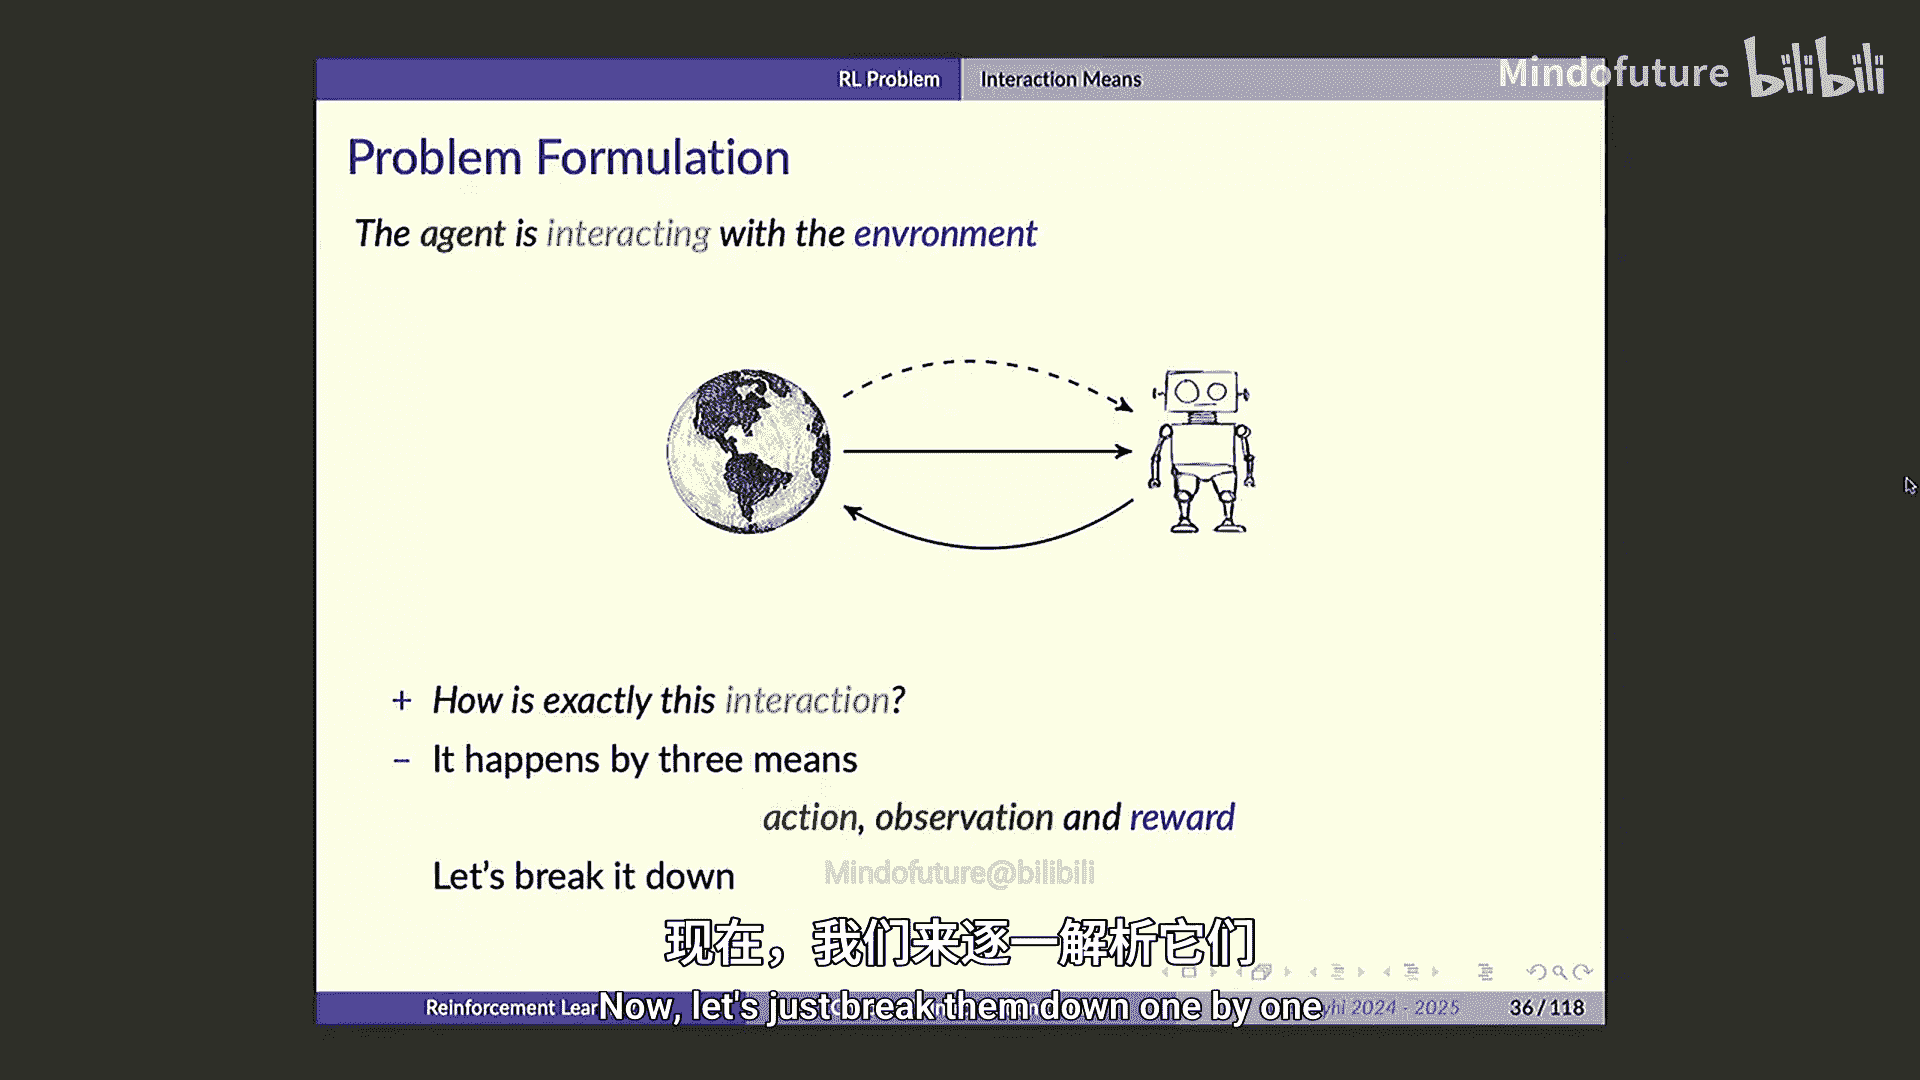 RL Problem
Interaction Means
Mindofuture bilibili
Problem Formulation
The agent is interacting with the envronment
+ How is exactly this interaction?
– It happens by three means
action, observation and reward
Let's break it down
Mindofuture@bilibili
现在，我们来逐一解析它们
Reinforcement Lear
Now, let's just break them down one by one
2024 - 2025
36 / 118